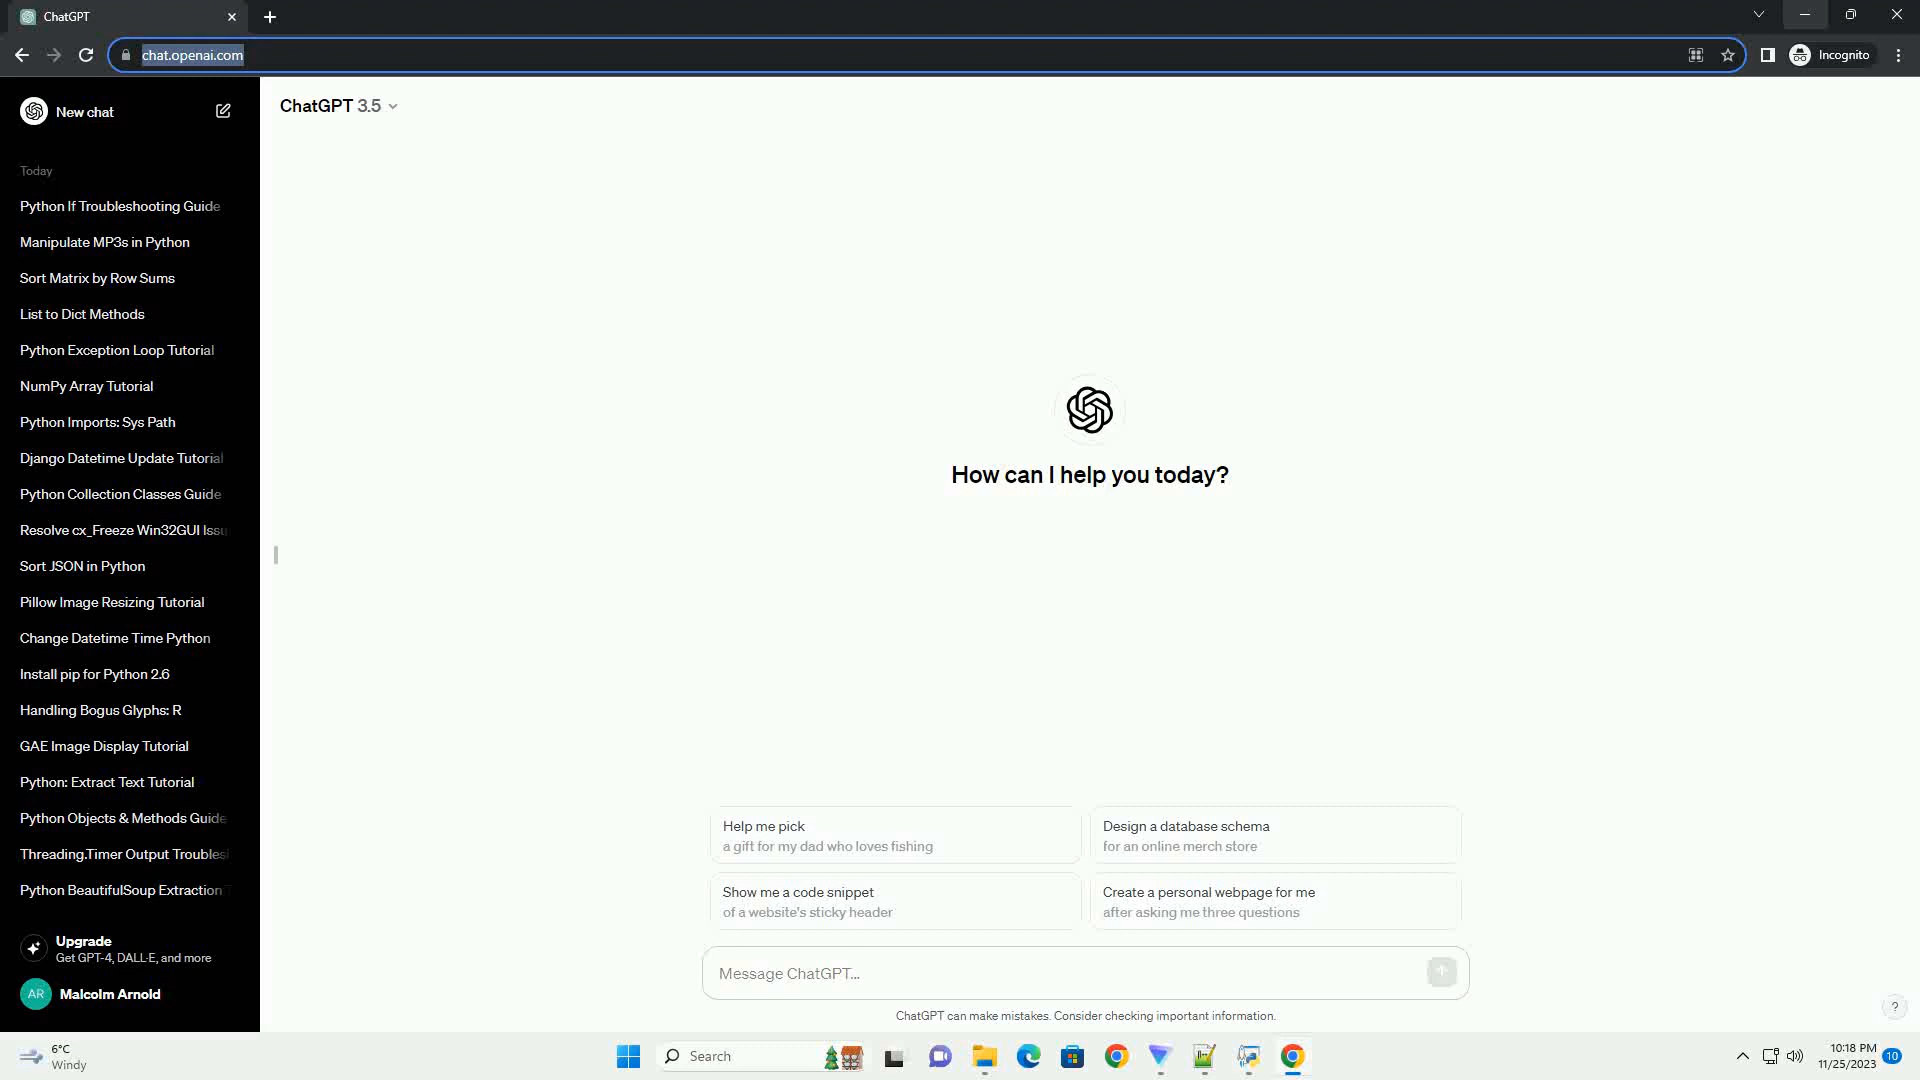 ChatGPT
chat.openai.com
Incognito
New chat
ChatGPT 3.5
Today
Python If Troubleshooting Guide
Manipulate MP3s in Python
Sort Matrix by Row Sums
List to Dict Methods
Python Exception Loop Tutorial
NumPy Array Tutorial
Python Imports: Sys Path
Django Datetime Update Tutorial
Python Collection Classes Guide
Resolve cx_Freeze Win32GUI Issu
Sort JSON in Python
Pillow Image Resizing Tutorial
Change Datetime Time Python
Install pip for Python 2.6
Handling Bogus Glyphs: R
GAE Image Display Tutorial
Python: Extract Text Tutorial
Python Objects & Methods Guide
Threading.Timer Output Troubles
Python BeautifulSoup Extraction T
Upgrade
Get GPT-4, DALL·E, and more
AR
Malcolm Arnold
How can I help you today?
Help me pick
a gift for my dad who loves fishing
Design a database schema
for an online merch store
Show me a code snippet
of a website's sticky header
Create a personal webpage for me
after asking me three questions
Message ChatGPT...
ChatGPT can make mistakes. Consider checking important information.
?
6°C
Windy
Search
10:18 PM
11/25/2023
10